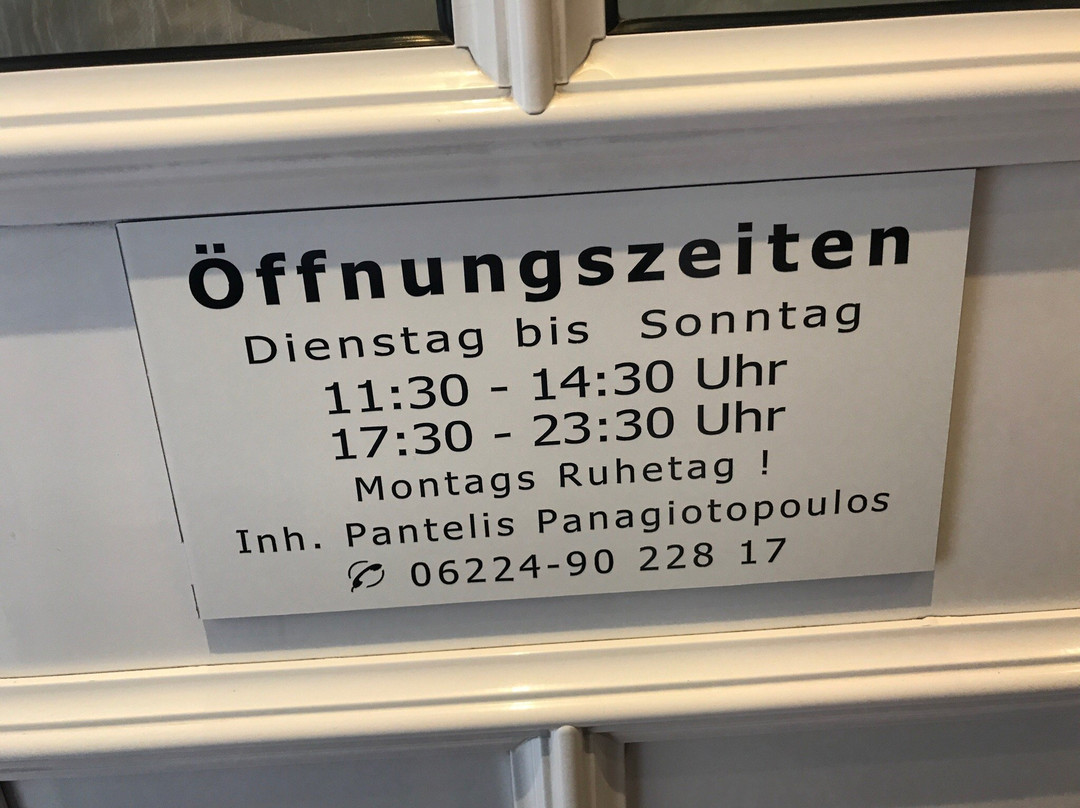 Öffnungszeiten
Dienstag bis Sonntag
11:30 - 14:30 Uhr
17:30 - 23:30 Uhr
Montags Ruhetag !
Inh. Pantelis Panagiotopoulos
✆ 06224-90 228 17